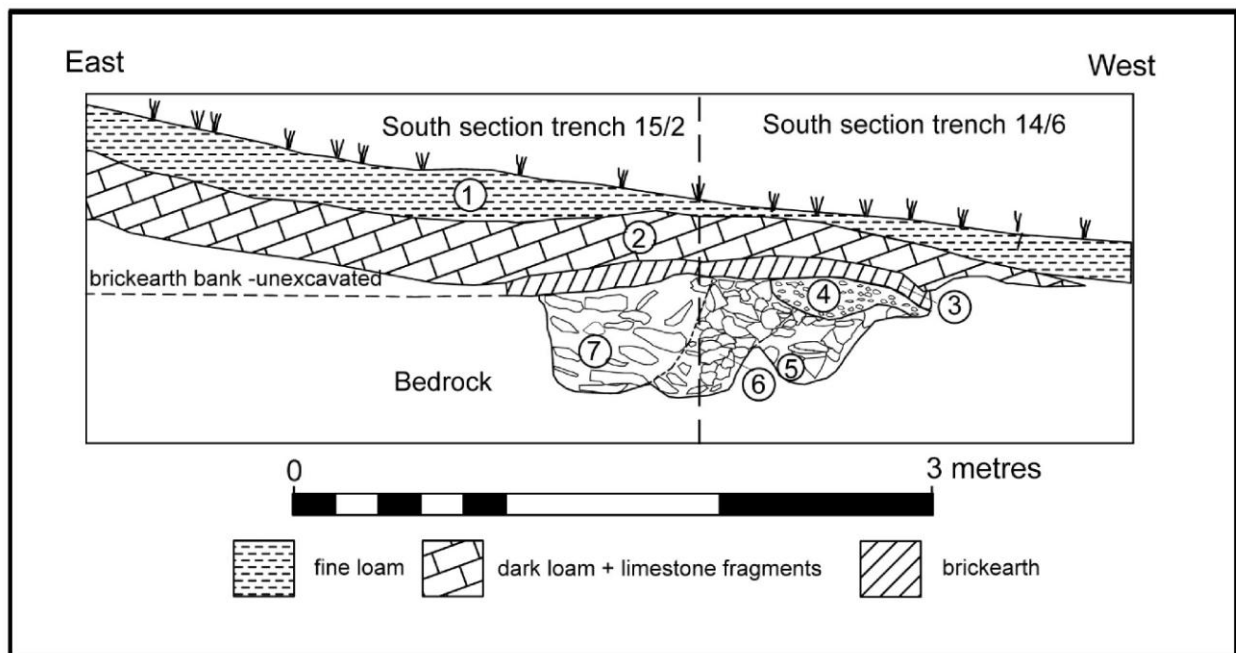 East
West
South section trench 15/2
South section trench 14/6
1
2
brickearth bank -unexcavated
4
3
7
5
6
Bedrock
0
3 metres
fine loam
dark loam + limestone fragments
brickearth